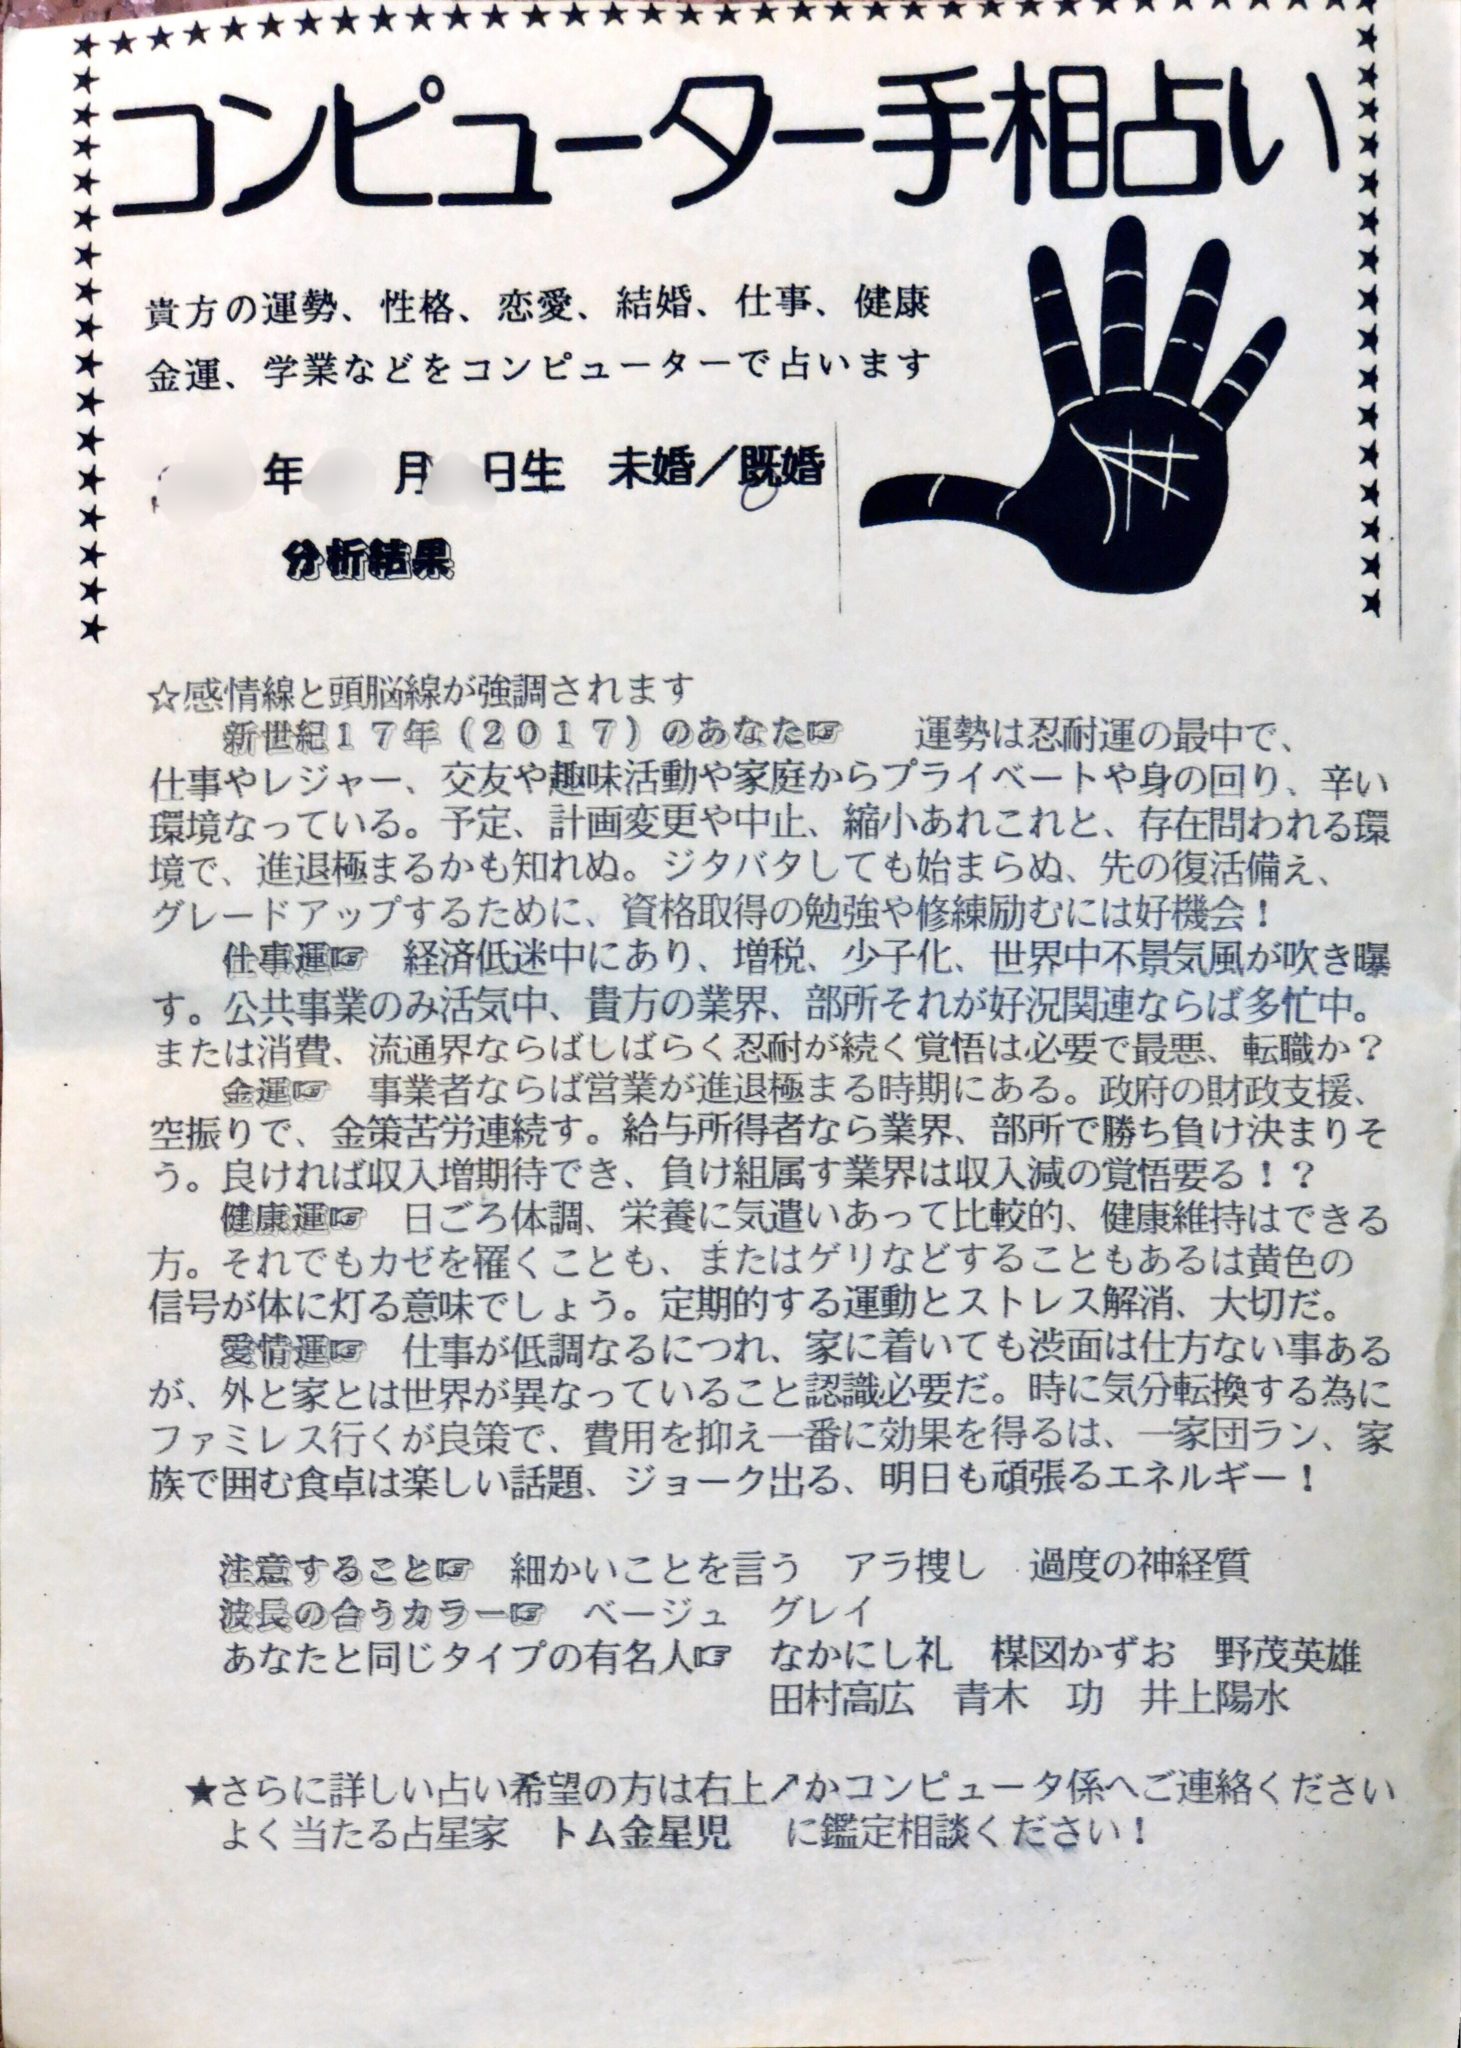 コンピューター手相占い
貴方の運勢、性格、恋愛、結婚、仕事、健康
金運、学業などをコンピューターで占います
年 月 日生 未婚／既婚
分析結果
☆感情線と頭脳線が強調されます
新世紀１７年（２０１７）のあなた☞ 運勢は忍耐運の最中で、
仕事やレジャー、交友や趣味活動や家庭からプライベートや身の回り、辛い
環境なっている。予定、計画変更や中止、縮小あれこれと、存在問われる環
境で、進退極まるかも知れぬ。ジタバタしても始まらぬ、先の復活備え、
グレードアップするために、資格取得の勉強や修練励むには好機会！
仕事運☞ 経済低迷中にあり、増税、少子化、世界中不景気風が吹き曝
す。公共事業のみ活気中、貴方の業界、部所それが好況関連ならば多忙中。
または消費、流通界ならばしばらく忍耐が続く覚悟は必要で最悪、転職か？
金運☞ 事業者ならば営業が進退極まる時期にある。政府の財政支援、
空振りで、金策苦労連続す。給与所得者なら業界、部所で勝ち負け決まりそ
う。良ければ収入増期待でき、負け組属す業界は収入減の覚悟要る！？
健康運☞ 日ごろ体調、栄養に気遣いあって比較的、健康維持はできる
方。それでもカゼを罹くことも、またはゲリなどすることもあるは黄色の
信号が体に灯る意味でしょう。定期的する運動とストレス解消、大切だ。
愛情運☞ 仕事が低調なるにつれ、家に着いても渋面は仕方ない事ある
が、外と家とは世界が異なっていること認識必要だ。時に気分転換する為に
ファミレス行くが良策で、費用を抑え一番に効果を得るは、一家団ラン、家
族で囲む食卓は楽しい話題、ジョーク出る、明日も頑張るエネルギー！
注意すること☞ 細かいことを言う アラ捜し 過度の神経質
波長の合うカラー☞ ベージュ グレイ
あなたと同じタイプの有名人☞ なかにし礼 楳図かずお 野茂英雄
田村高広 青木 功 井上陽水
★さらに詳しい占い希望の方は右上↗かコンピュータ係へご連絡ください
よく当たる占星家 トム金星児 に鑑定相談ください！